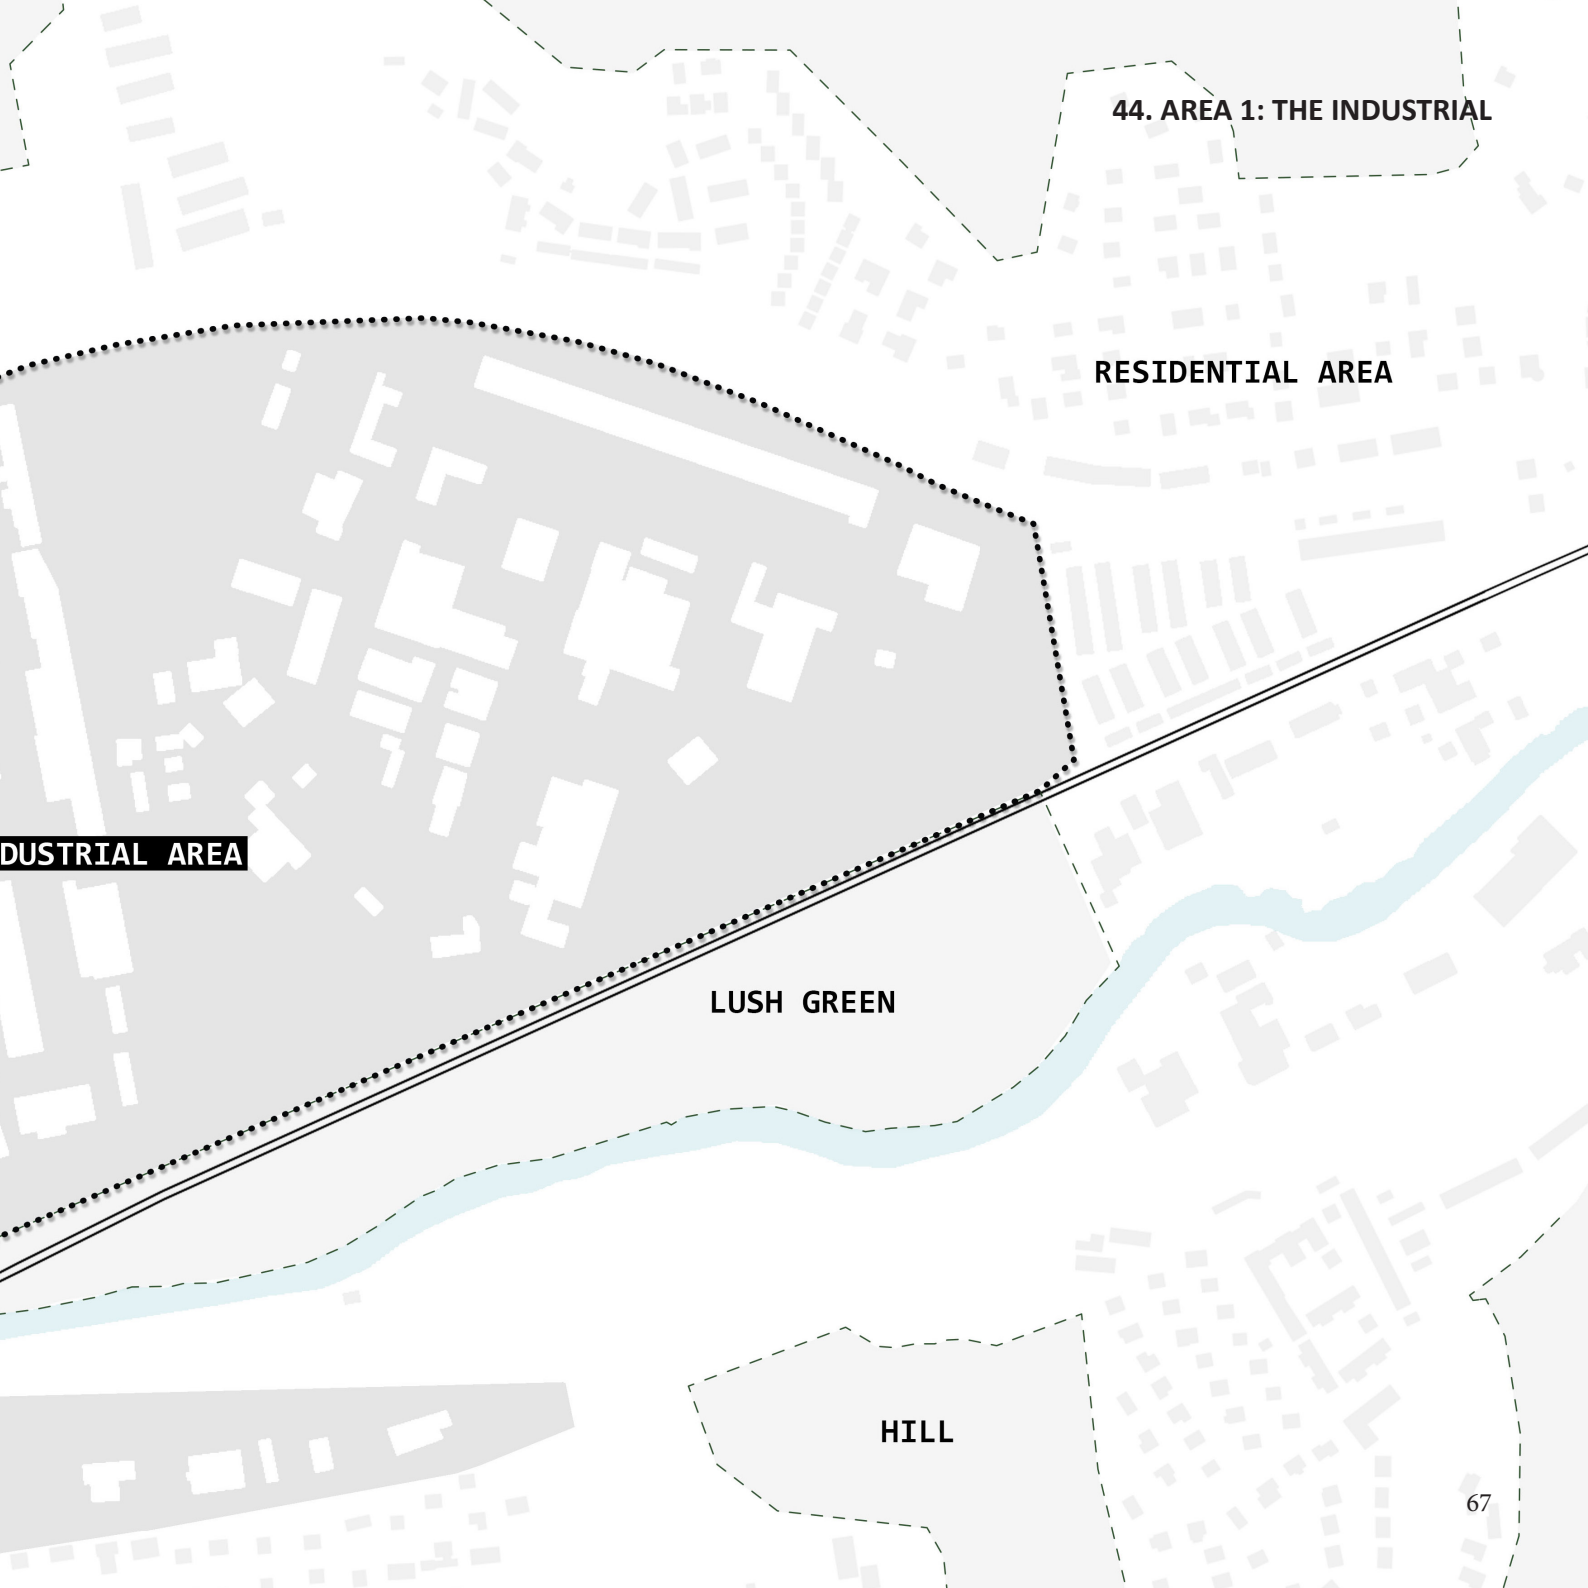 44. AREA 1: THE INDUSTRIAL
RESIDENTIAL AREA
DUSTRIAL AREA
LUSH GREEN
HILL
67